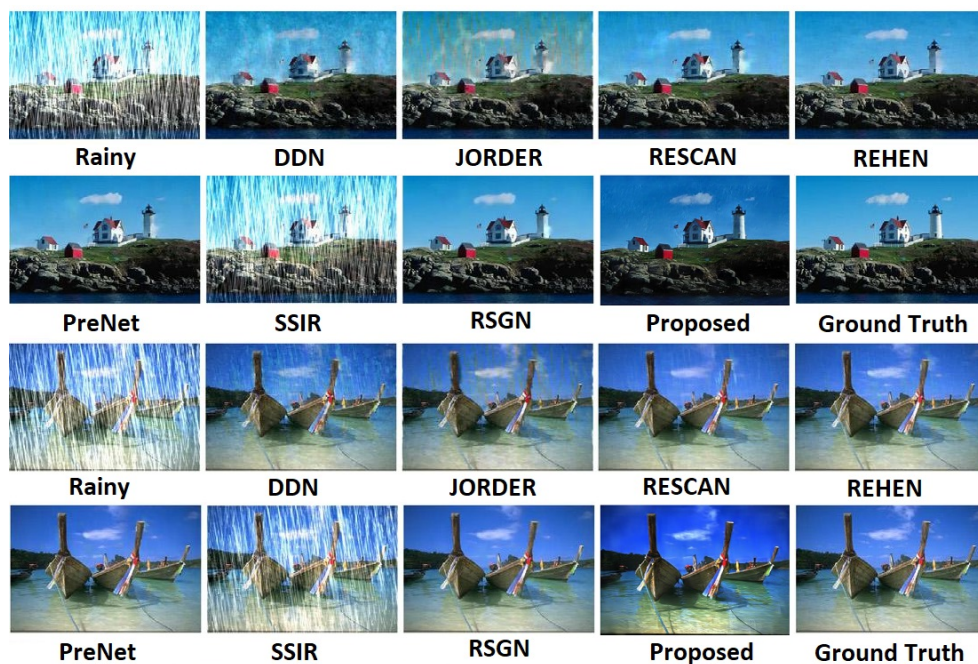 Rainy DDN JORDER RESCAN REHEN
PreNet SSIR RSGN Proposed Ground Truth
Rainy DDN JORDER RESCAN REHEN
PreNet SSIR RSGN Proposed Ground Truth